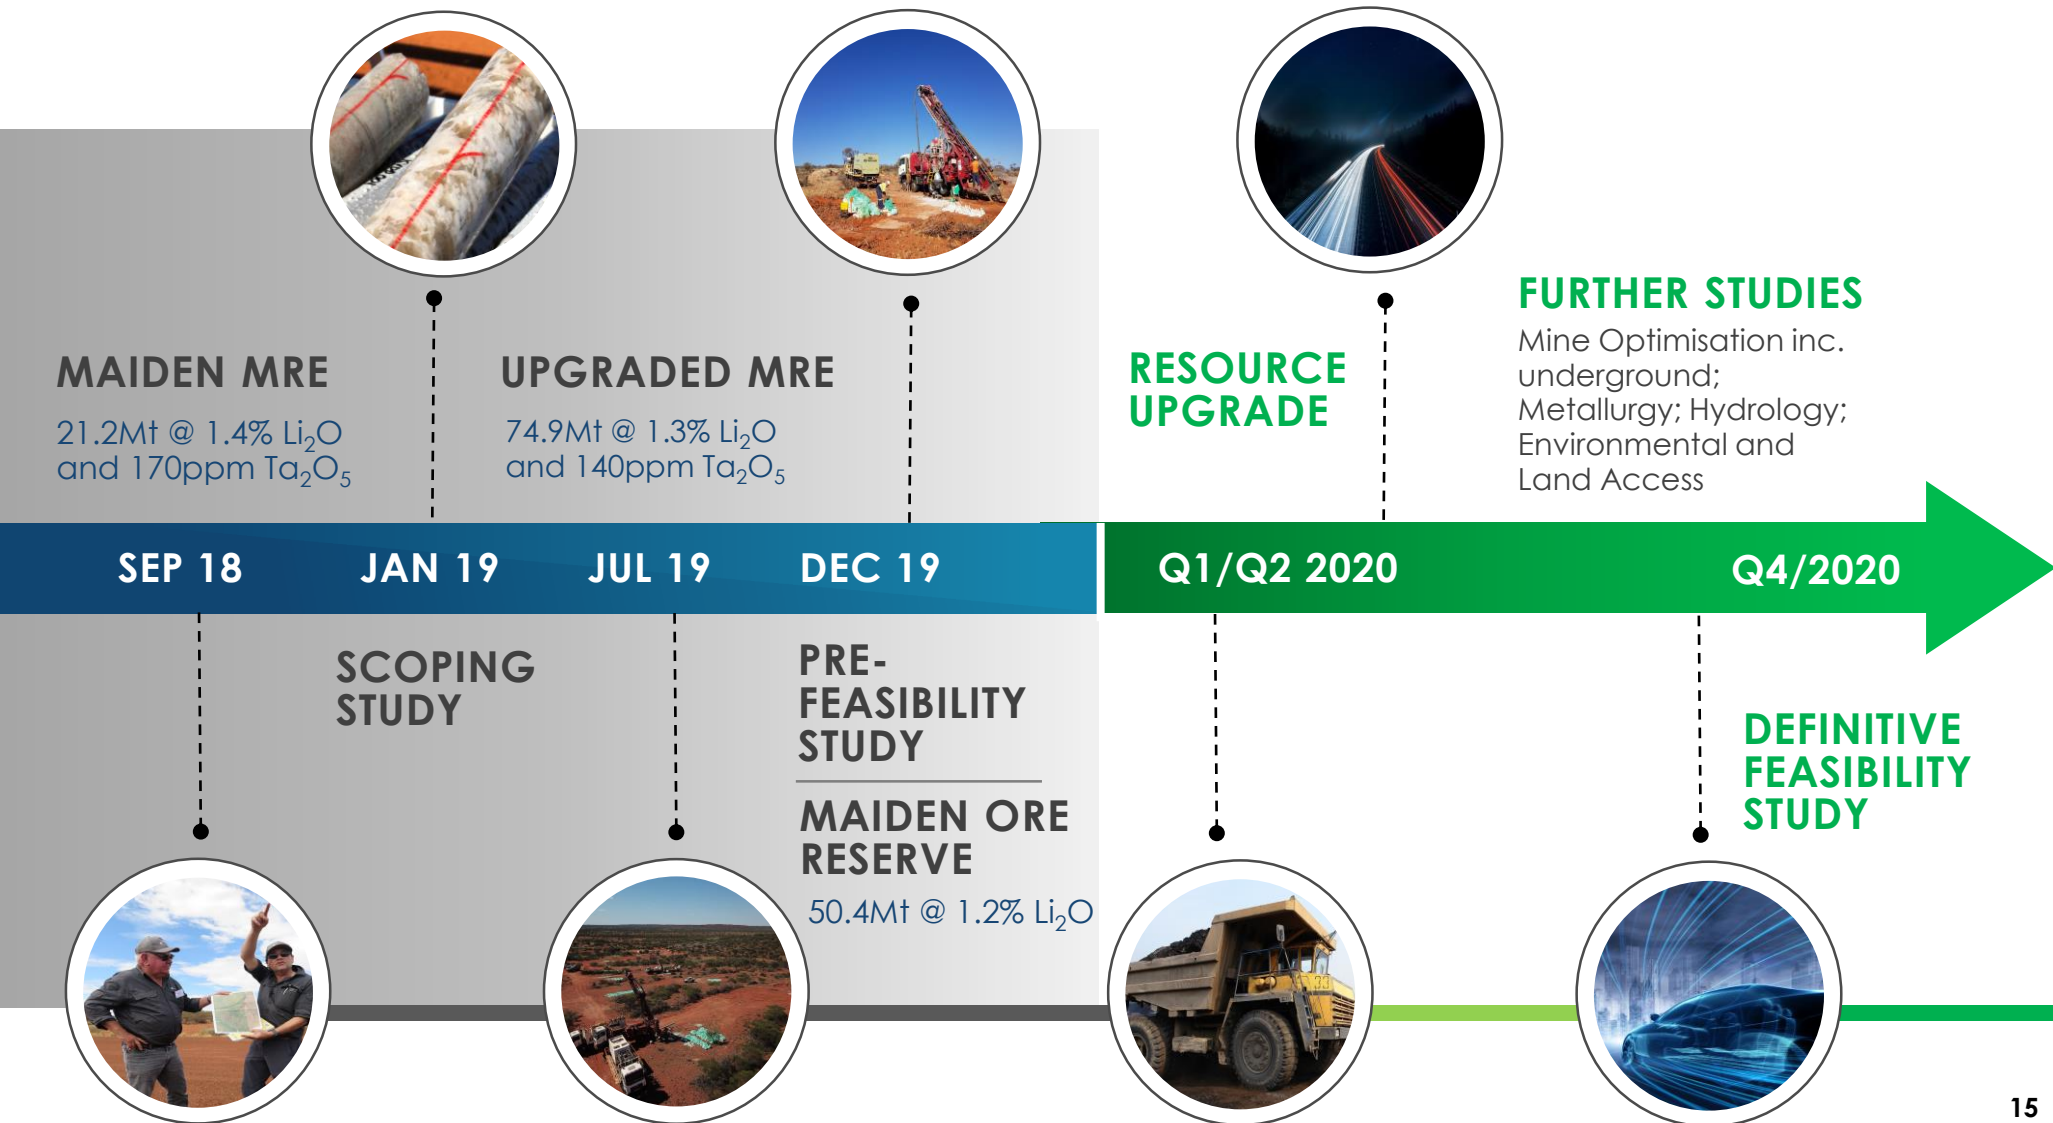 MAIDEN MRE
21.2Mt @ 1.4% Li₂O
and 170ppm Ta₂O₅
UPGRADED MRE
74.9Mt @ 1.3% Li₂O
and 140ppm Ta₂O₅
RESOURCE
UPGRADE
FURTHER STUDIES
Mine Optimisation inc.
underground;
Metallurgy; Hydrology;
Environmental and
Land Access
SEP 18
JAN 19
JUL 19
DEC 19
Q1/Q2 2020
Q4/2020
SCOPING
STUDY
PRE-
FEASIBILITY
STUDY
MAIDEN ORE
RESERVE
50.4Mt @ 1.2% Li₂O
DEFINITIVE
FEASIBILITY
STUDY
33
15